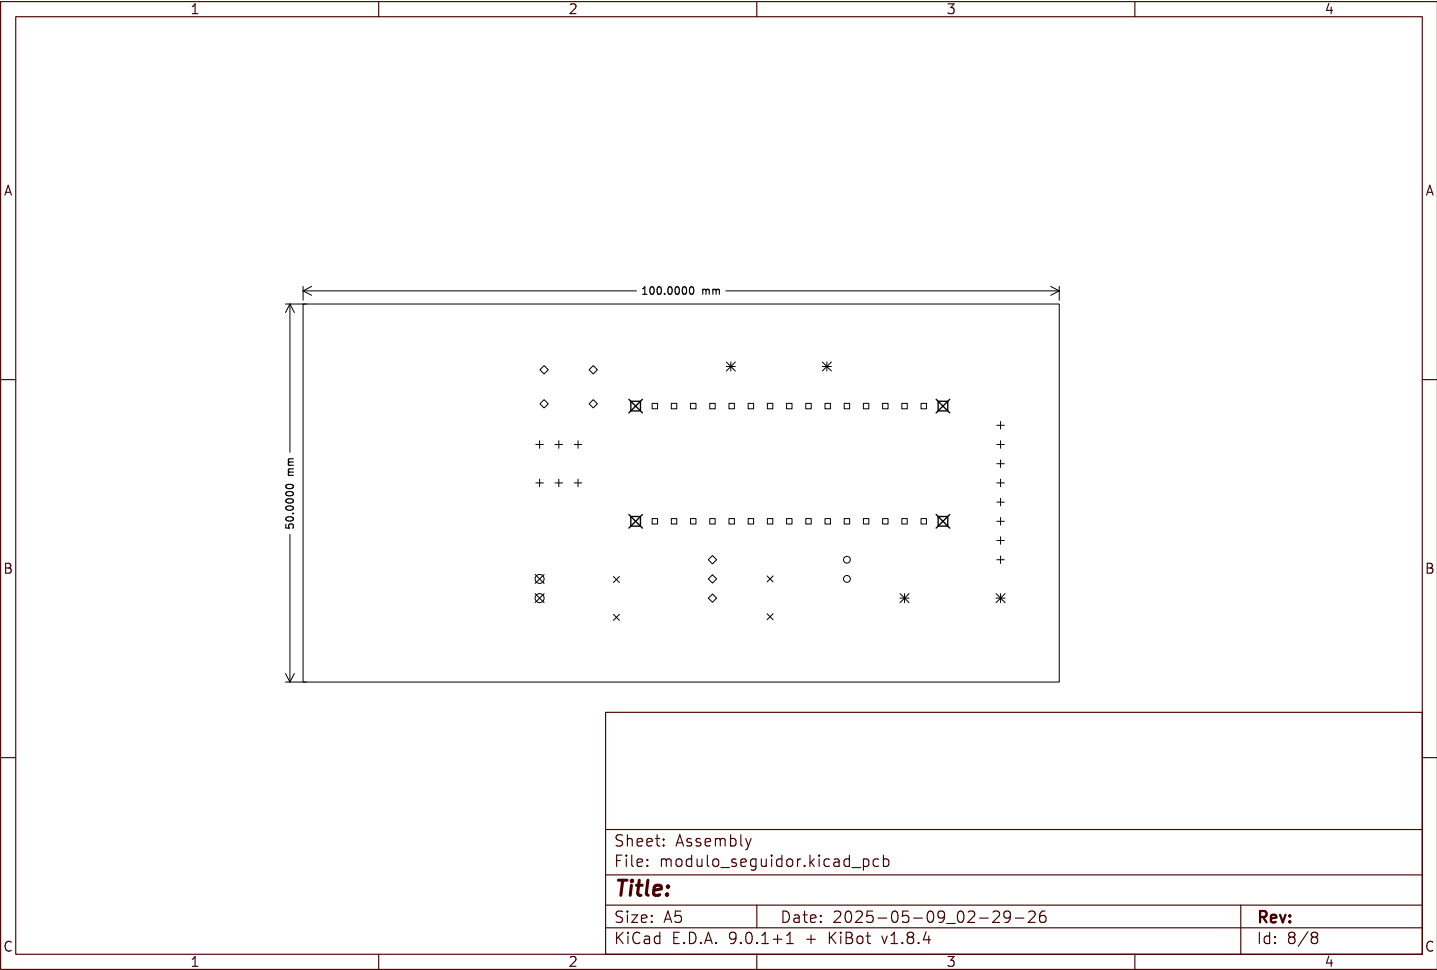 1 2 3 4
A A
100.0000 mm
50.0000 mm
B B
Sheet: Assembly
File: modulo_seguidor.kicad_pcb
Title:
Size: A5 Date: 2025-05-09_02-29-26 Rev:
KiCad E.D.A. 9.0.1+1 + KiBot v1.8.4 Id: 8/8
C C
1 2 3 4